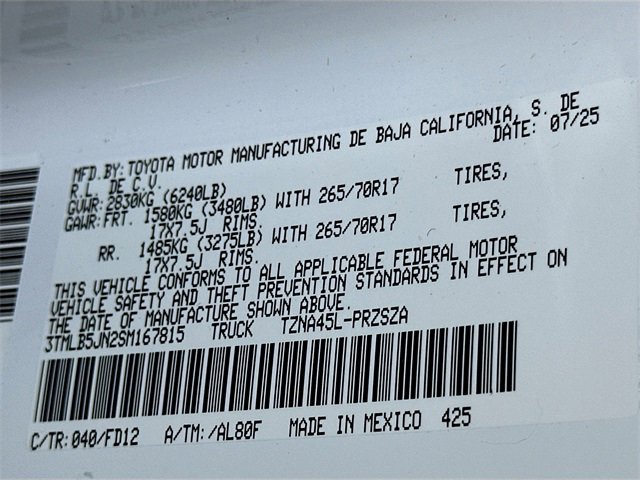 MFD.BY:TOYOTA MOTOR MANUFACTURING DE BAJA CALIFORNIA, S. DE
R.L. DE C.V. DATE: 07/25
GVWR:2830KG (6240LB)
GAWR:FRT. 1580KG (3480LB) WITH 265/70R17 TIRES,
17X7.5J RIMS.
RR. 1485KG (3275LB) WITH 265/70R17 TIRES,
17X7.5J RIMS.
THIS VEHICLE CONFORMS TO ALL APPLICABLE FEDERAL MOTOR
VEHICLE SAFETY AND THEFT PREVENTION STANDARDS IN EFFECT ON
THE DATE OF MANUFACTURE SHOWN ABOVE.
3TMLB5JN2SM167815 TRUCK TZNA45L-PRZSZA
C/TR:040/FD12 A/TM:/AL80F MADE IN MEXICO 425